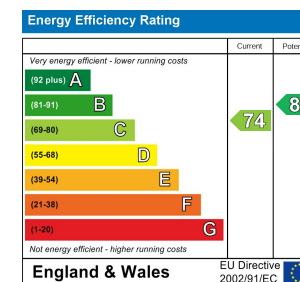 Energy Efficiency Rating
Current
Very energy efficient - lower running costs
(92 plus) A
(81-91) B
(69-80) C
(55-68) D
(39-54) E
(21-38) F
(1-20) G
74
Not energy efficient - higher running costs
England & Wales
EU Directive
2002/91/EC